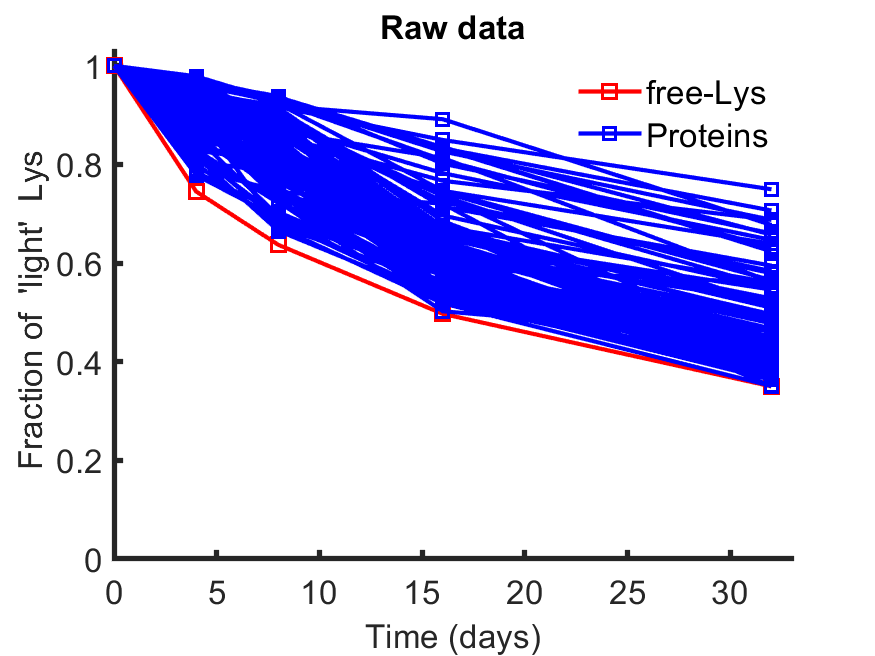 Raw data
free-Lys
Proteins
Fraction of 'light' Lys
1
0.8
0.6
0.4
0.2
0
0 5 10 15 20 25 30
Time (days)